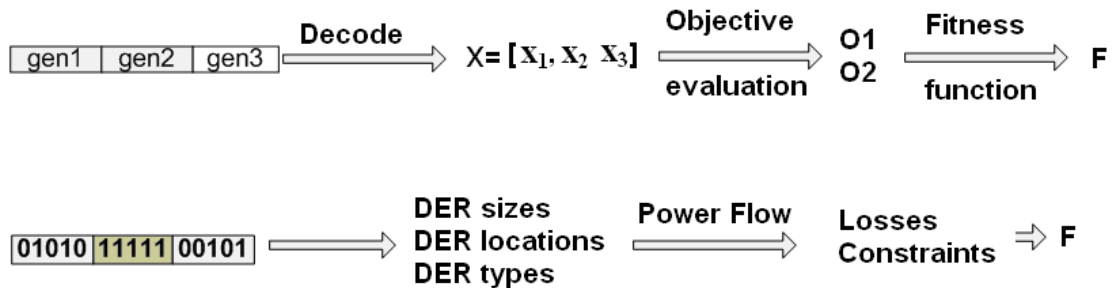 Decode
Objective
Fitness
gen1 gen2 gen3
X= [x₁, x₂ x₃]
O1
O2
F
evaluation
function
DER sizes
DER locations
DER types
Power Flow
Losses
Constraints
F
01010 11111 00101